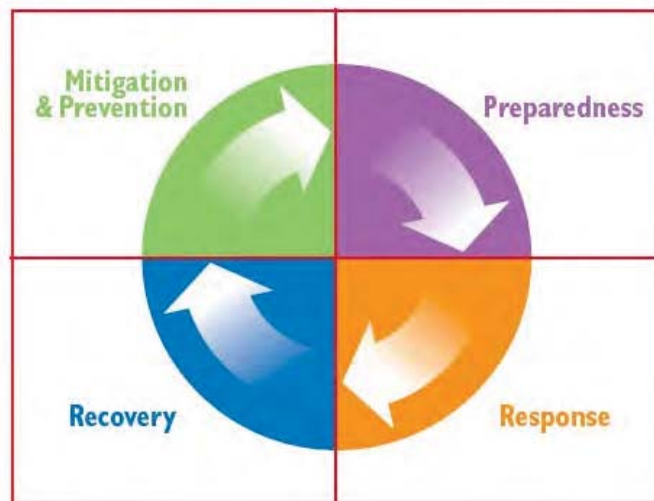 Mitigation
& Prevention
Preparedness
Recovery
Response